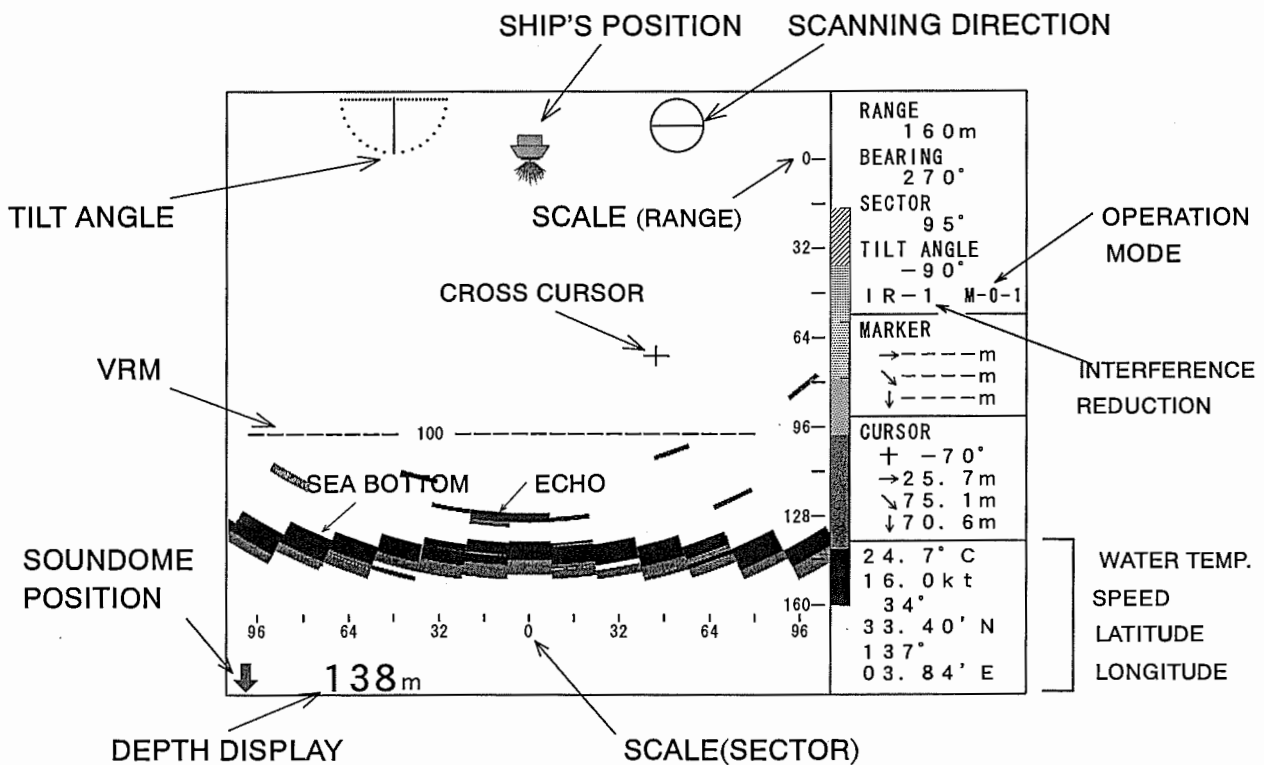 SHIP'S POSITION
SCANNING DIRECTION
TILT ANGLE
SCALE (RANGE)
CROSS CURSOR
VRM
100
SEA BOTTOM
ECHO
SOUNDOME
POSITION
DEPTH DISPLAY
138m
SCALE(SECTOR)
96 64 32 0 32 64 96
0
32
64
96
128
160
RANGE
160m
BEARING
270°
SECTOR
95°
TILT ANGLE
-90°
IR-1 M-0-1
MARKER
→----m
↘----m
↓----m
CURSOR
+ -70°
→25.7m
↘75.1m
↓70.6m
24.7°C
16.0kt
34°
33.40'N
137°
03.84'E
OPERATION
MODE
INTERFERENCE
REDUCTION
WATER TEMP.
SPEED
LATITUDE
LONGITUDE